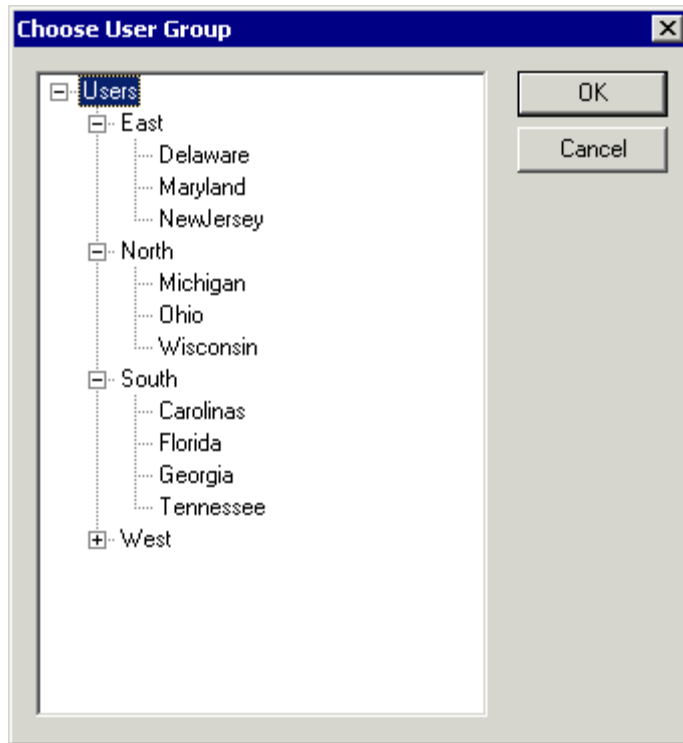 Choose User Group
Users
East
Delaware
Maryland
NewJersey
North
Michigan
Ohio
Wisconsin
South
Carolinas
Florida
Georgia
Tennessee
West
OK
Cancel